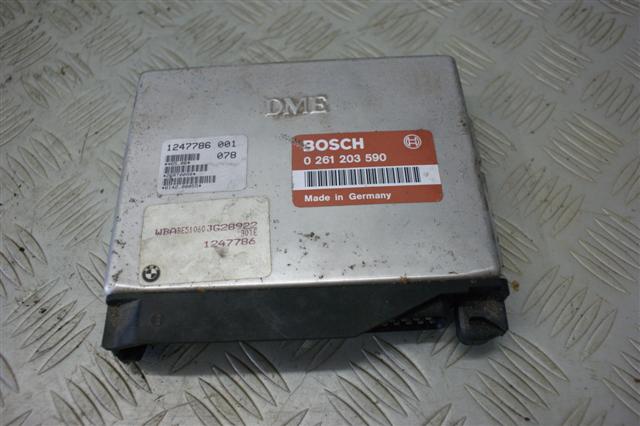 DME
1247786 001
078
BOSCH
0 261 203 590
Made in Germany
WBABE51060JG28922
1247786